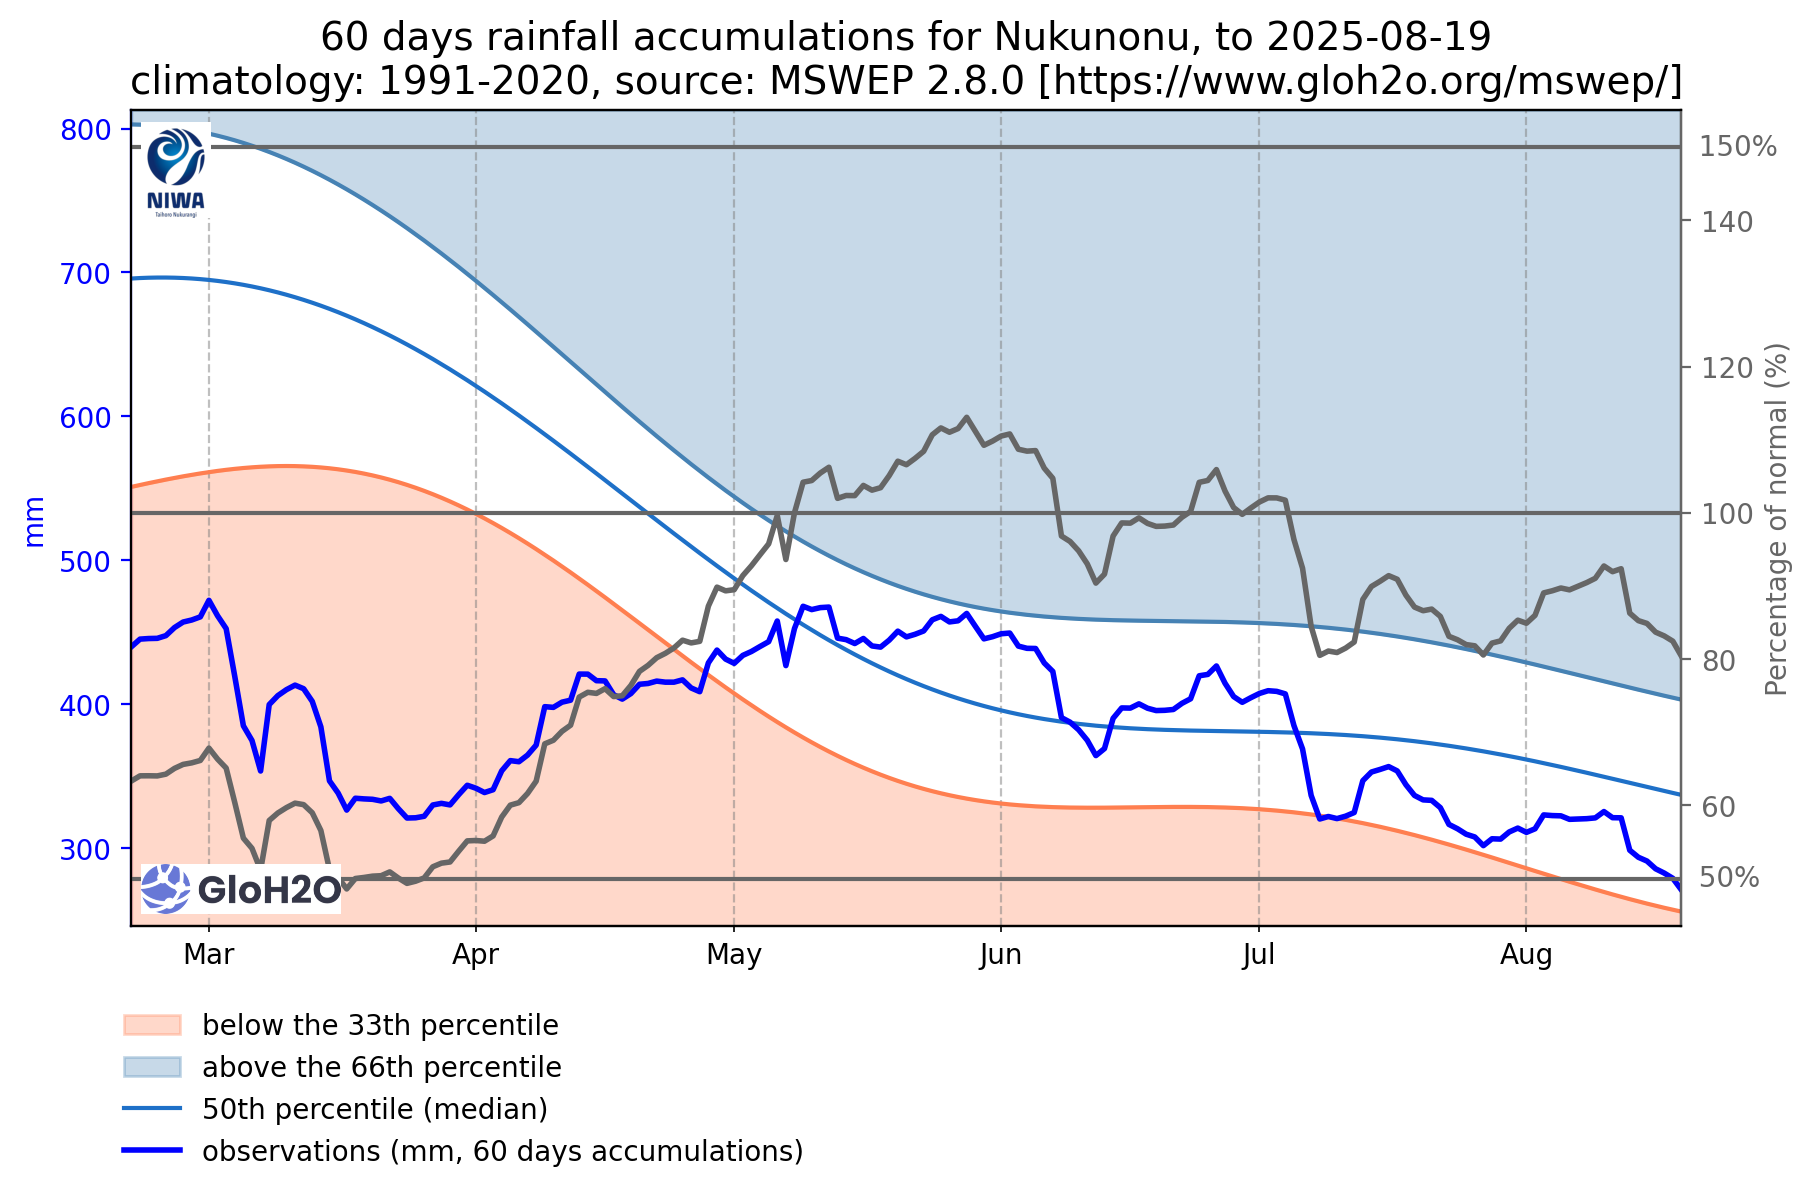 60 days rainfall accumulations for Nukunonu, to 2025-08-19
climatology: 1991-2020, source: MSWEP 2.8.0 [https://www.gloh2o.org/mswep/]
800
700
600
500
400
300
mm
150%
140
120
100
80
60
50%
Percentage of normal (%)
NIWA
Taihoro Nukurangi
GloH2O
Mar
Apr
May
Jun
Jul
Aug
below the 33th percentile
above the 66th percentile
50th percentile (median)
observations (mm, 60 days accumulations)